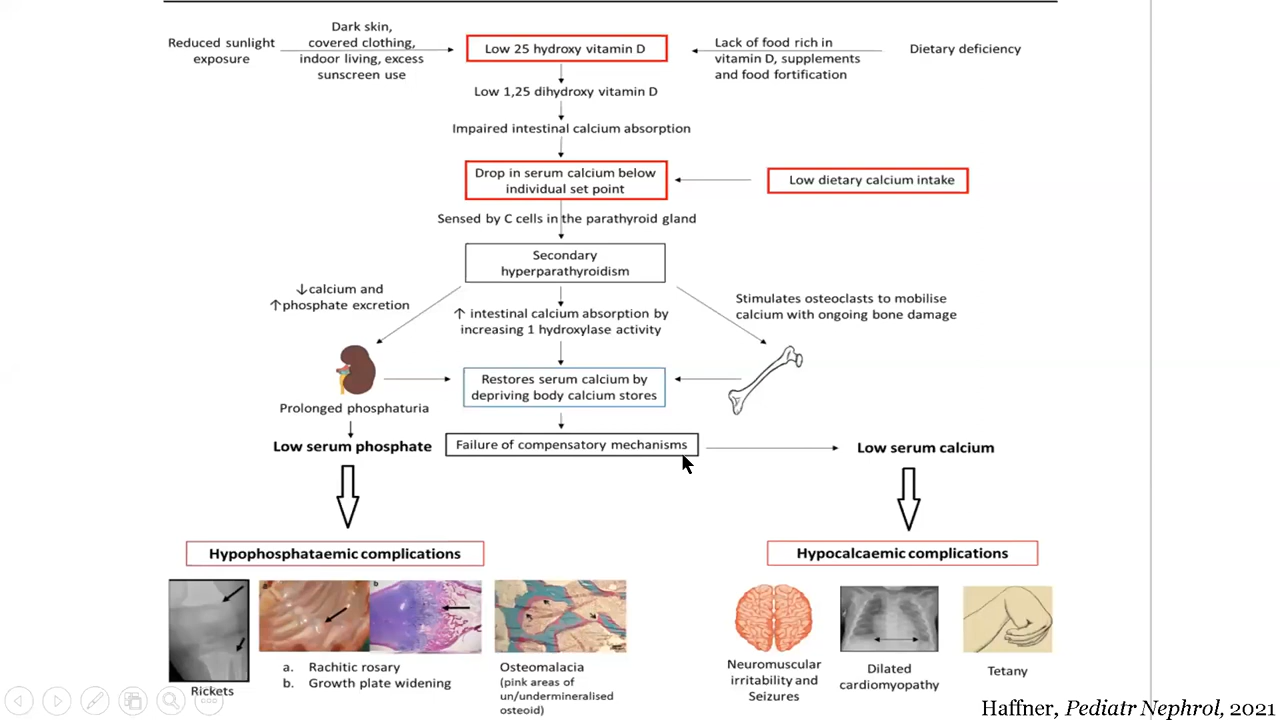 Reduced sunlight
exposure
Dark skin,
covered clothing,
indoor living, excess
sunscreen use
Low 25 hydroxy vitamin D
Lack of food rich in
vitamin D, supplements
and food fortification
Dietary deficiency
Low 1,25 dihydroxy vitamin D
Impaired intestinal calcium absorption
Drop in serum calcium below
individual set point
Low dietary calcium intake
Sensed by C cells in the parathyroid gland
Secondary
hyperparathyroidism
↓calcium and
↑phosphate excretion
↑ intestinal calcium absorption by
increasing 1 hydroxylase activity
Stimulates osteoclasts to mobilise
calcium with ongoing bone damage
Restores serum calcium by
depriving body calcium stores
Prolonged phosphaturia
Low serum phosphate
Failure of compensatory mechanisms
Low serum calcium
Hypophosphataemic complications
Hypocalcaemic complications
a
b
Rickets
a. Rachitic rosary
b. Growth plate widening
Osteomalacia
(pink areas of
un/undermineralised
osteoid)
Neuromuscular
irritability and
Seizures
Dilated
cardiomyopathy
Tetany
Haffner, Pediatr Nephrol, 2021